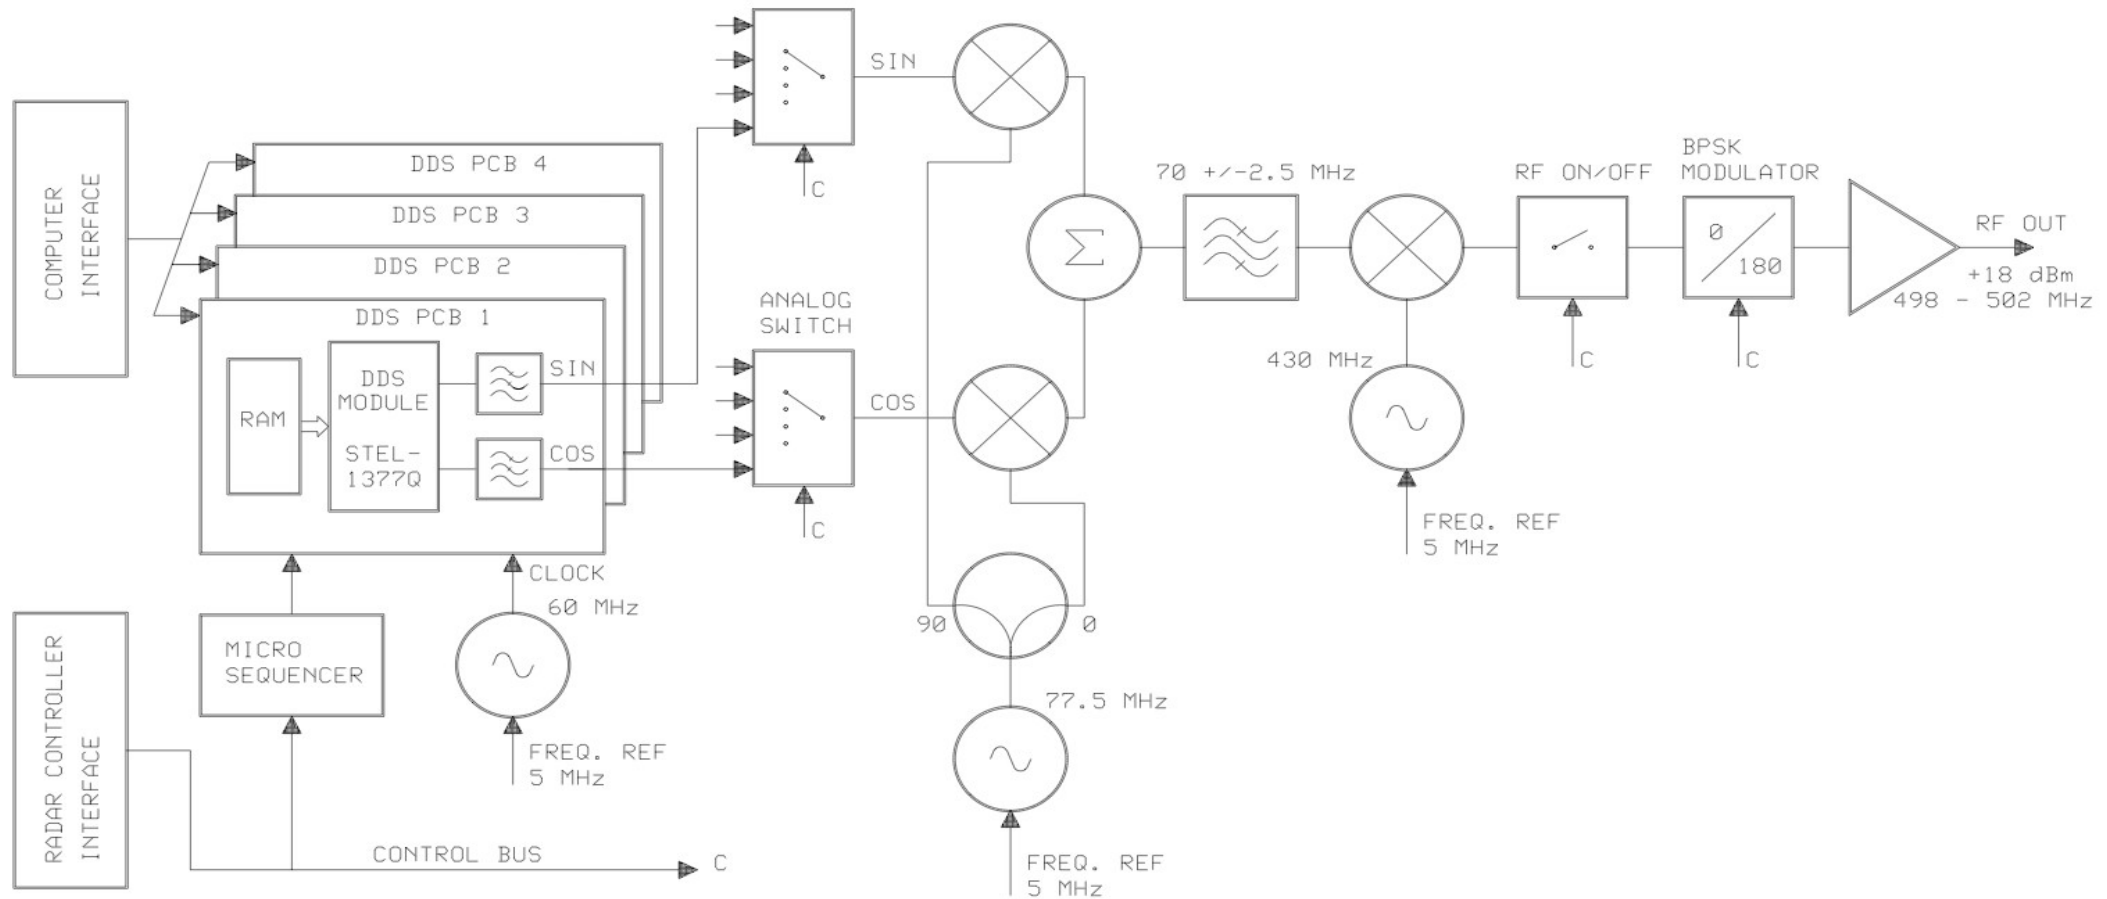 SIN
C
COMPUTER
INTERFACE
DDS PCB 4
DDS PCB 3
DDS PCB 2
DDS PCB 1
RAM
DDS
MODULE
STEL-
1377Q
SIN
COS
ANALOG
SWITCH
COS
C
70 +/-2.5 MHz
RF ON/OFF
BPSK
MODULATOR
Σ
0
180
C
C
RF OUT
+18 dBm
498 - 502 MHz
430 MHz
FREQ. REF
5 MHz
CLOCK
60 MHz
90
0
MICRO
SEQUENCER
FREQ. REF
5 MHz
77.5 MHz
FREQ. REF
5 MHz
RADAR CONTROLLER
INTERFACE
CONTROL BUS
C